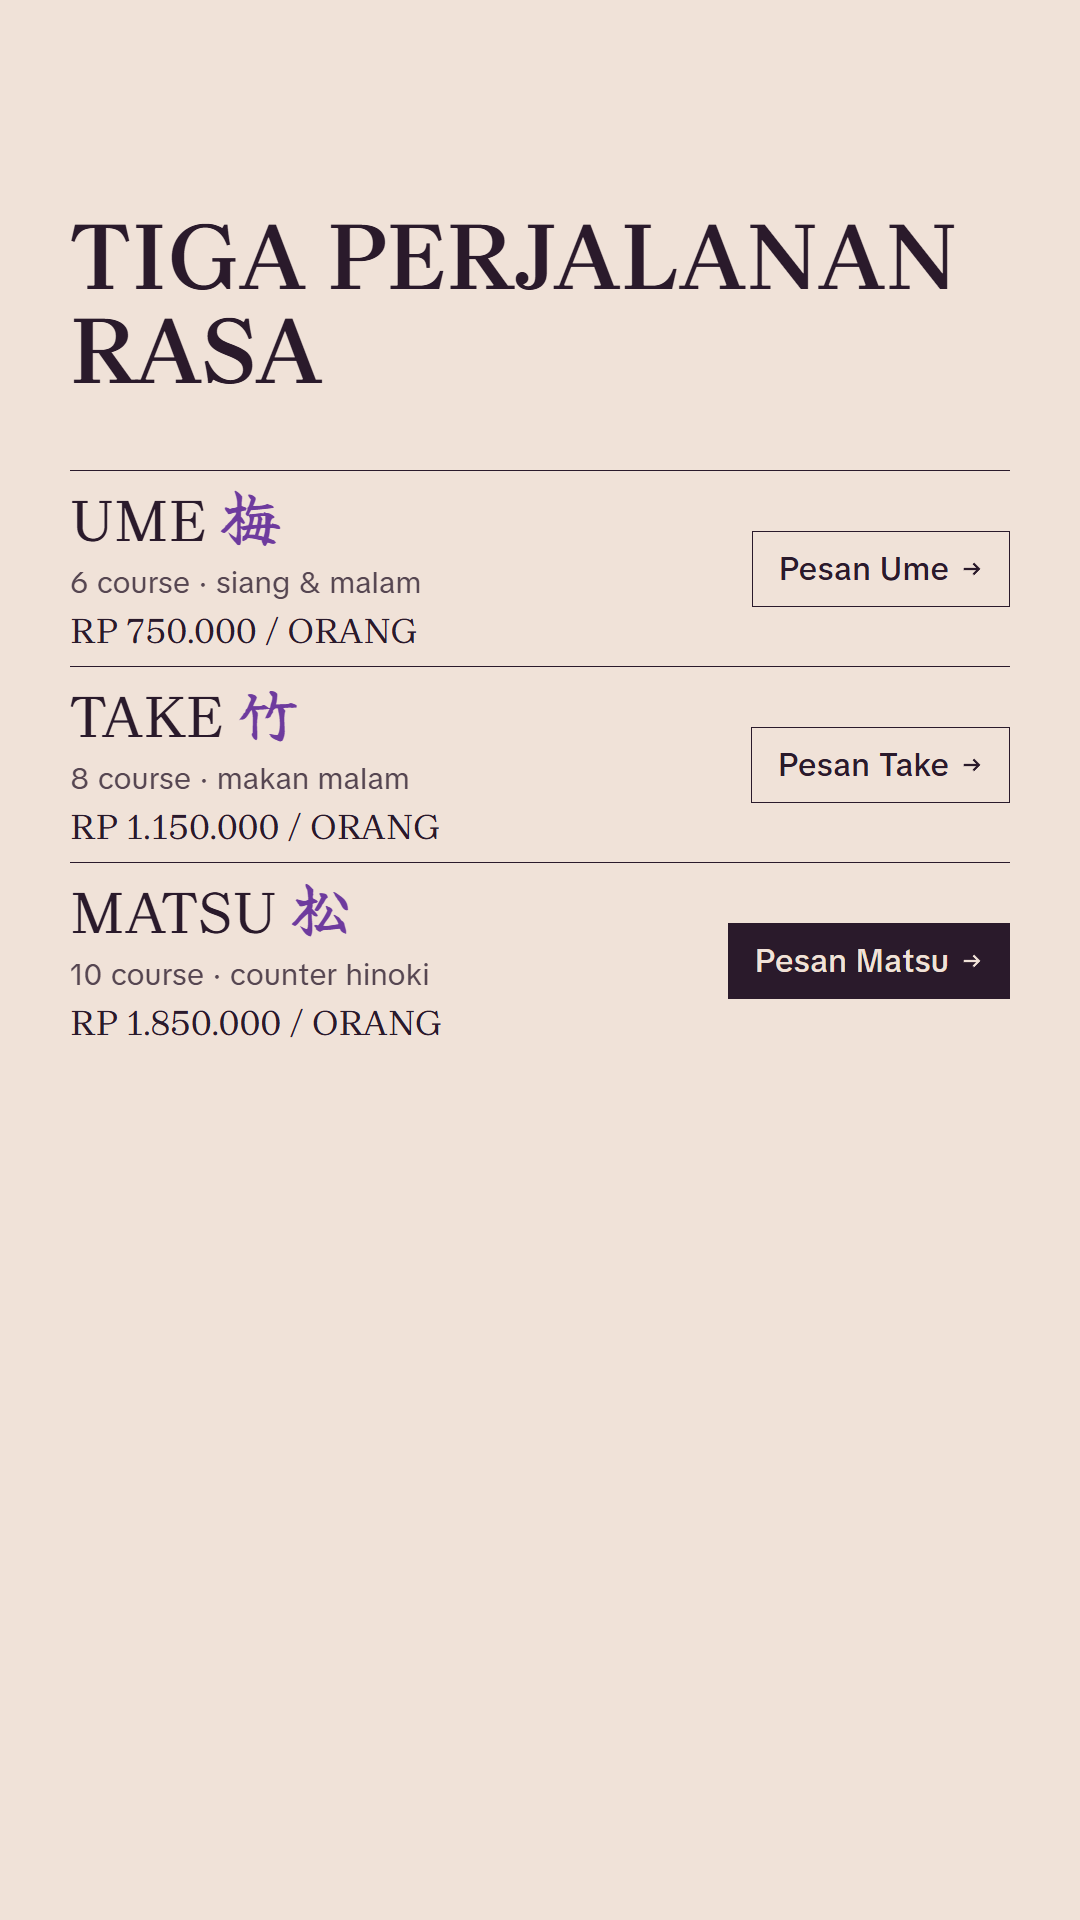 TIGA PERJALANAN
RASA
UME 梅
6 course · siang & malam
RP 750.000 / ORANG
Pesan Ume →
TAKE 竹
8 course · makan malam
RP 1.150.000 / ORANG
Pesan Take →
MATSU 松
10 course · counter hinoki
RP 1.850.000 / ORANG
Pesan Matsu →